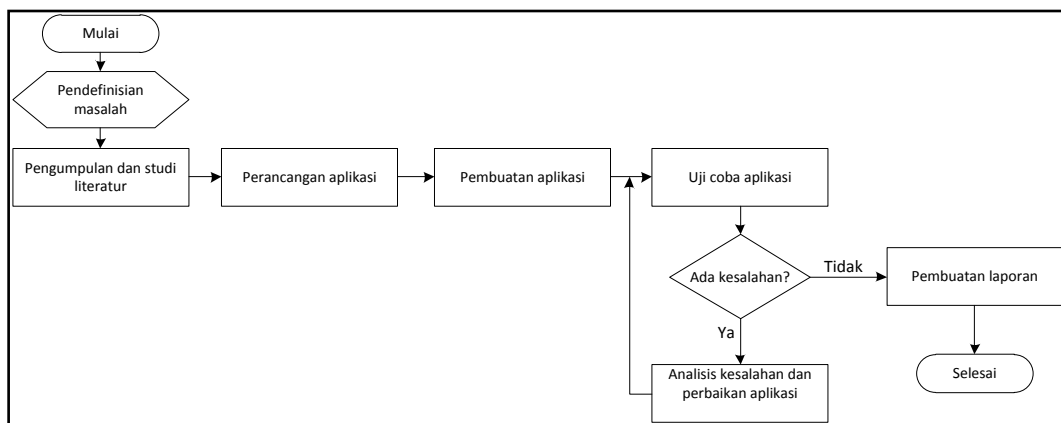 Mulai
Pendefinisian
masalah
Pengumpulan dan studi
literatur
Perancangan aplikasi
Pembuatan aplikasi
Uji coba aplikasi
Ada kesalahan?
Tidak
Pembuatan laporan
Ya
Analisis kesalahan dan
perbaikan aplikasi
Selesai